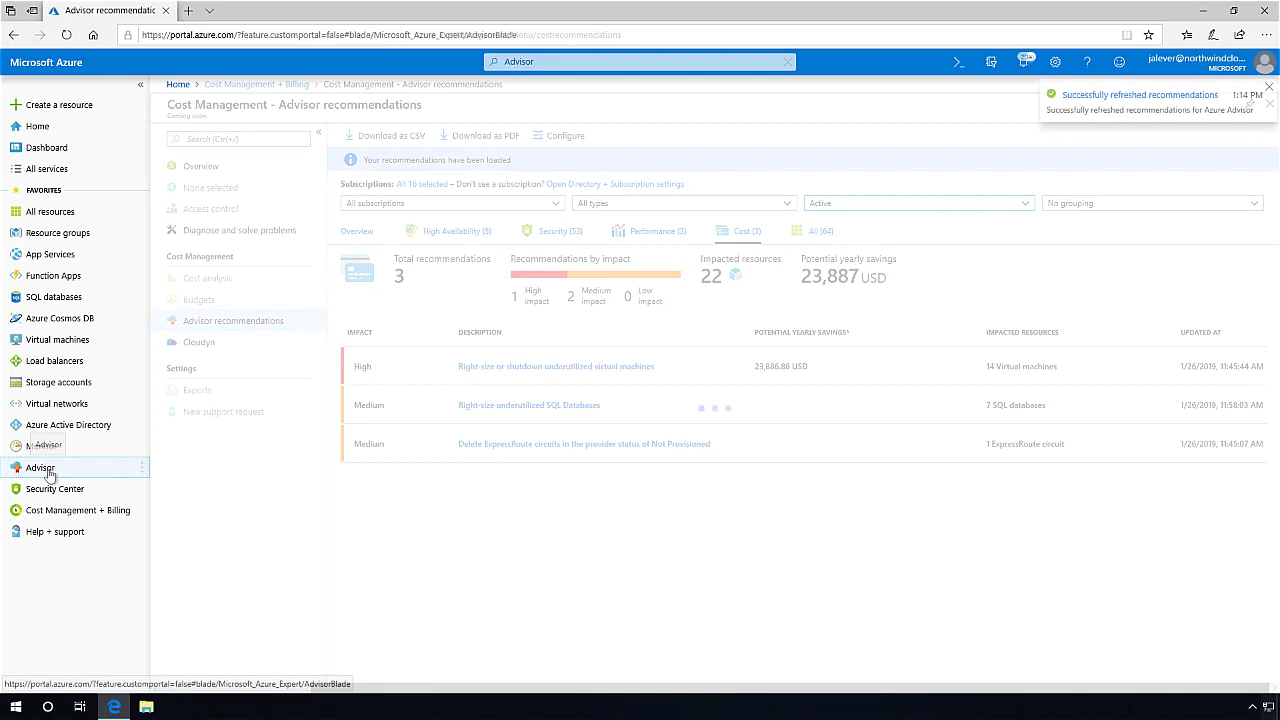 Advisor recommendatic
https://portal.azure.com/?feature.customportal=false#blade/Microsoft_Azure_Expert/AdvisorBlade
Menu/costrecommendations
Microsoft Azure
Advisor
20+
jalever@northwinddo...
MICROSOFT
Create a resource
Home
Dashboard
All services
FAVORITES
All resources
Resource groups
App Services
Function Apps
SQL databases
Azure Cosmos DB
Virtual machines
Load balancers
Storage accounts
Virtual networks
Azure Active Directory
Advisor
Advisor
Security Center
Cost Management + Billing
Help + support
Home
Cost Management + Billing
Cost Management - Advisor recommendations
Cost Management - Advisor recommendations
Coming soon
Search (Ctrl+/)
Overview
None selected
Access control
Diagnose and solve problems
Cost Management
Cost analysis
Budgets
Advisor recommendations
Cloudyn
Settings
Exports
New support request
Successfully refreshed recommendations 1:14 PM
Successfully refreshed recommendations for Azure Advisor
Download as CSV Download as PDF Configure
Your recommendations have been loaded
Subscriptions: All 16 selected – Don't see a subscription? Open Directory + Subscription settings
All subscriptions All types Active No grouping
Overview High Availability (5) Security (53) Performance (3) Cost (3) All (64)
Total recommendations
3
Recommendations by impact
1 High impact 2 Medium impact 0 Low impact
Impacted resources
22
Potential yearly savings
23,887 USD
IMPACT DESCRIPTION POTENTIAL YEARLY SAVINGS* IMPACTED RESOURCES UPDATED AT
High Right-size or shutdown underutilized virtual machines 23,886.86 USD 14 Virtual machines 1/26/2019, 11:45:44 AM
Medium Right-size underutilized SQL Databases 7 SQL databases 1/26/2019, 11:58:03 AM
Medium Delete ExpressRoute circuits in the provider status of Not Provisioned 1 ExpressRoute circuit 1/26/2019, 11:45:07 AM
https://portal.azure.com/?feature.customportal=false#blade/Microsoft_Azure_Expert/AdvisorBlade